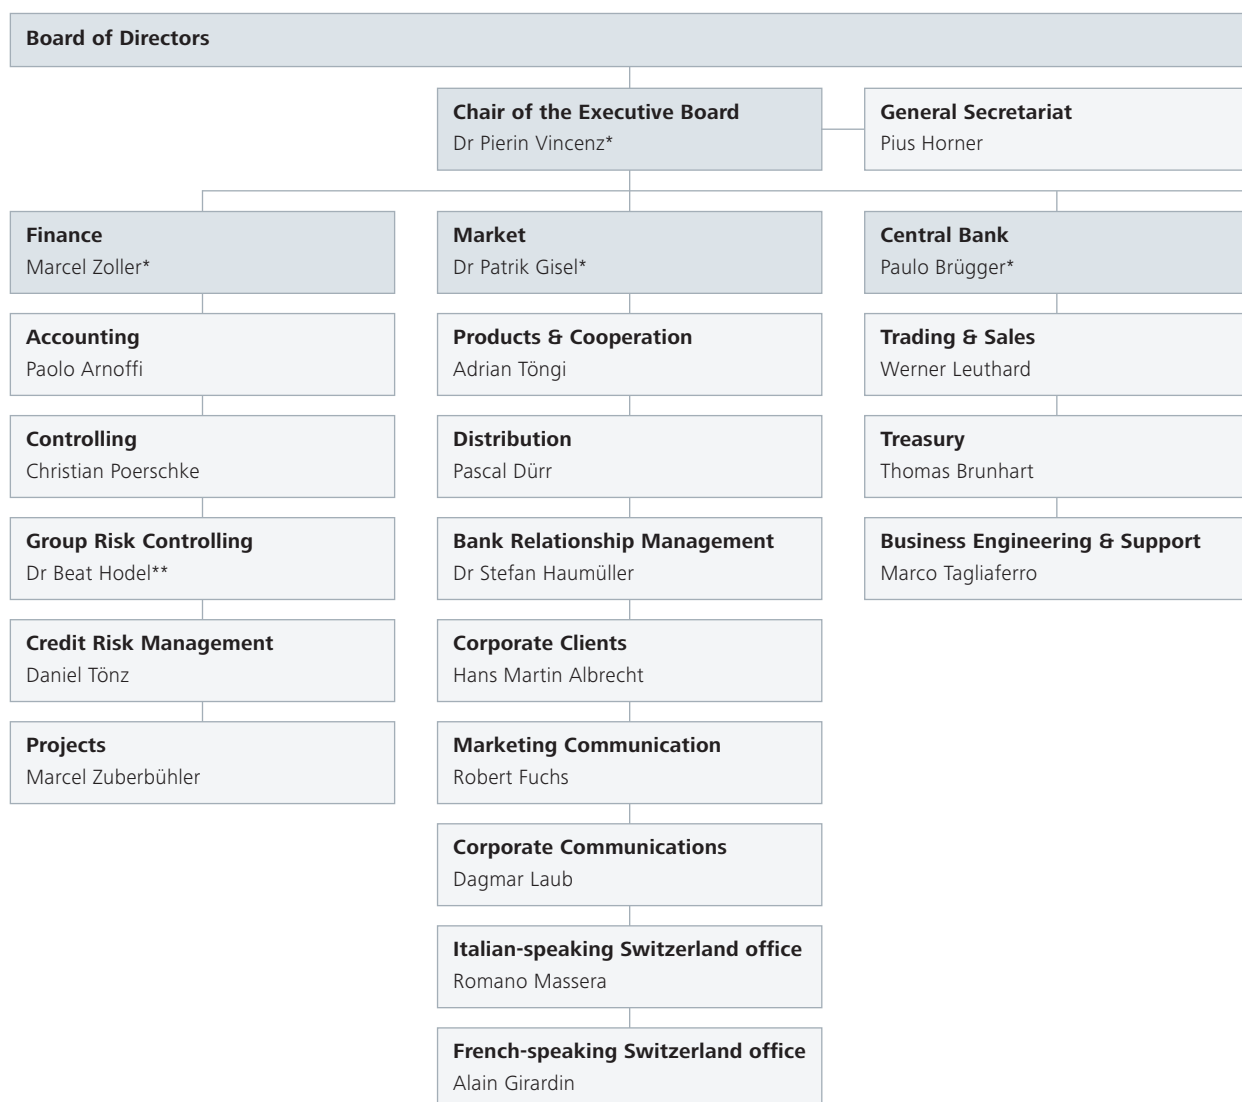 Board of Directors
Chair of the Executive Board
Dr Pierin Vincenz*
General Secretariat
Pius Horner
Finance
Marcel Zoller*
Market
Dr Patrik Gisel*
Central Bank
Paulo Brügger*
Accounting
Paolo Arnoffi
Products & Cooperation
Adrian Töngi
Trading & Sales
Werner Leuthard
Controlling
Christian Poerschke
Distribution
Pascal Dürr
Treasury
Thomas Brunhart
Group Risk Controlling
Dr Beat Hodel**
Bank Relationship Management
Dr Stefan Haumüller
Business Engineering & Support
Marco Tagliaferro
Credit Risk Management
Daniel Tönz
Corporate Clients
Hans Martin Albrecht
Projects
Marcel Zuberbühler
Marketing Communication
Robert Fuchs
Corporate Communications
Dagmar Laub
Italian-speaking Switzerland office
Romano Massera
French-speaking Switzerland office
Alain Girardin